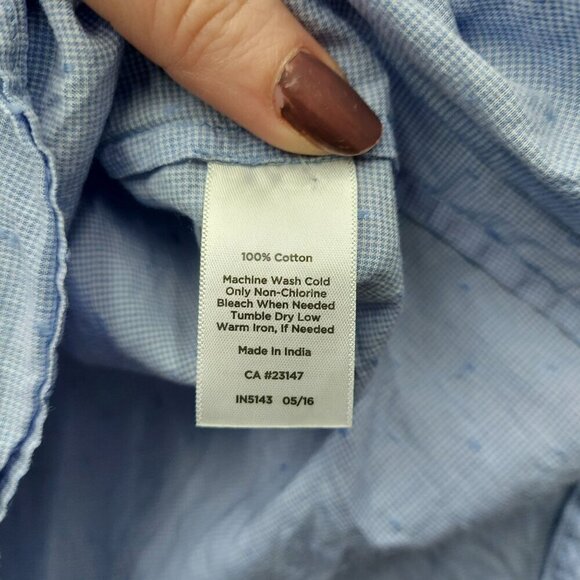 100% Cotton
Machine Wash Cold
Only Non-Chlorine
Bleach When Needed
Tumble Dry Low
Warm Iron, If Needed
Made In India
CA #23147
IN5143 05/16